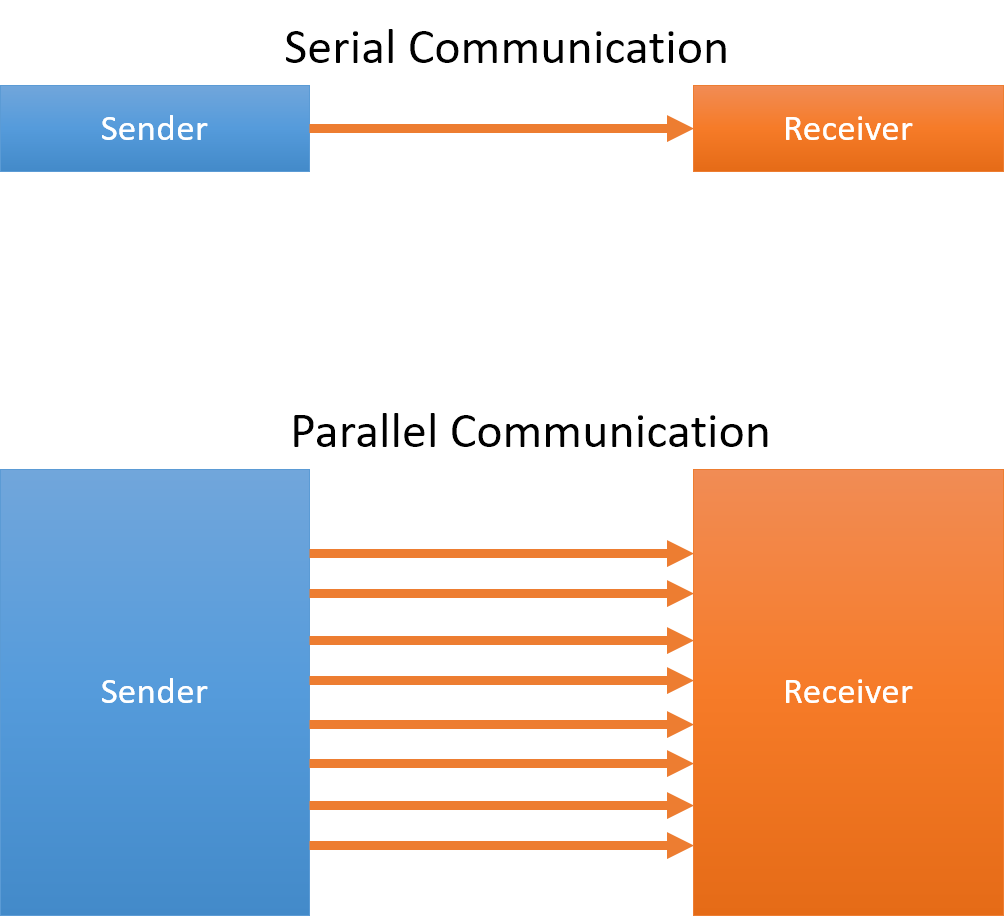 Serial Communication
Sender
Receiver
Parallel Communication
Sender
Receiver